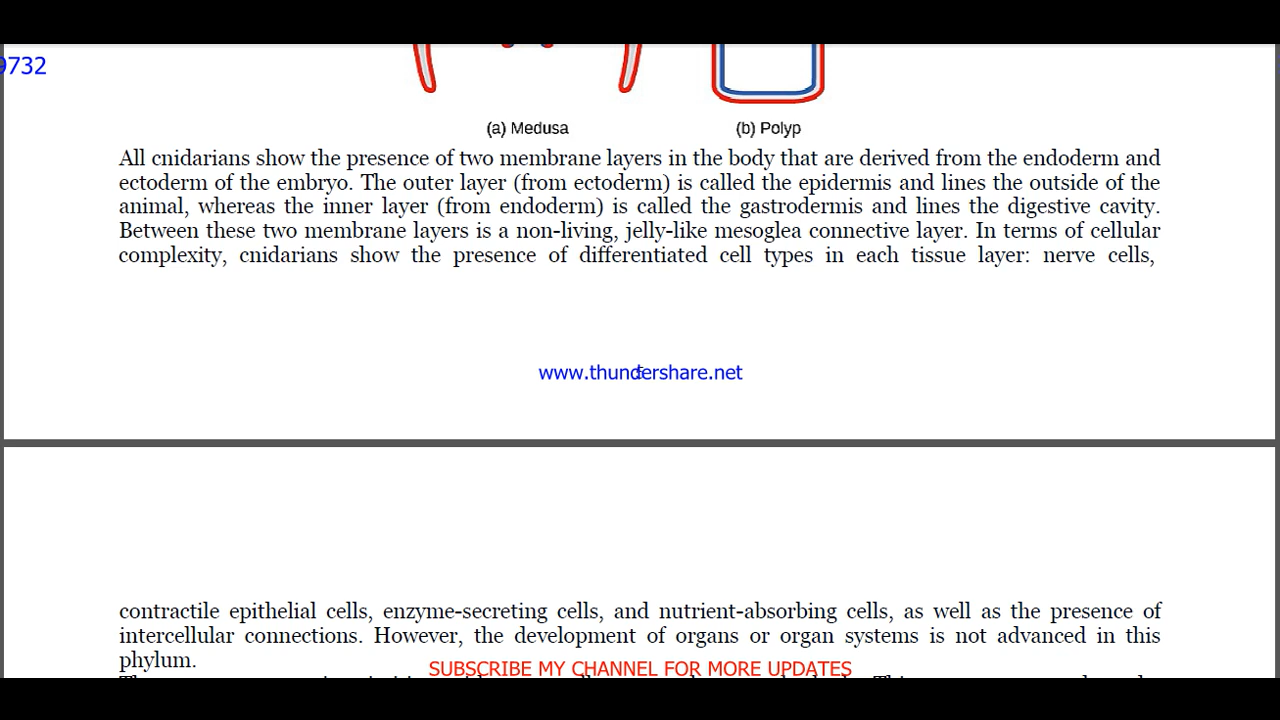 9732
(a) Medusa
(b) Polyp
All cnidarians show the presence of two membrane layers in the body that are derived from the endoderm and
ectoderm of the embryo. The outer layer (from ectoderm) is called the epidermis and lines the outside of the
animal, whereas the inner layer (from endoderm) is called the gastrodermis and lines the digestive cavity.
Between these two membrane layers is a non-living, jelly-like mesoglea connective layer. In terms of cellular
complexity, cnidarians show the presence of differentiated cell types in each tissue layer: nerve cells,
www.thundershare.net
contractile epithelial cells, enzyme-secreting cells, and nutrient-absorbing cells, as well as the presence of
intercellular connections. However, the development of organs or organ systems is not advanced in this
phylum.
SUBSCRIBE MY CHANNEL FOR MORE UPDATES